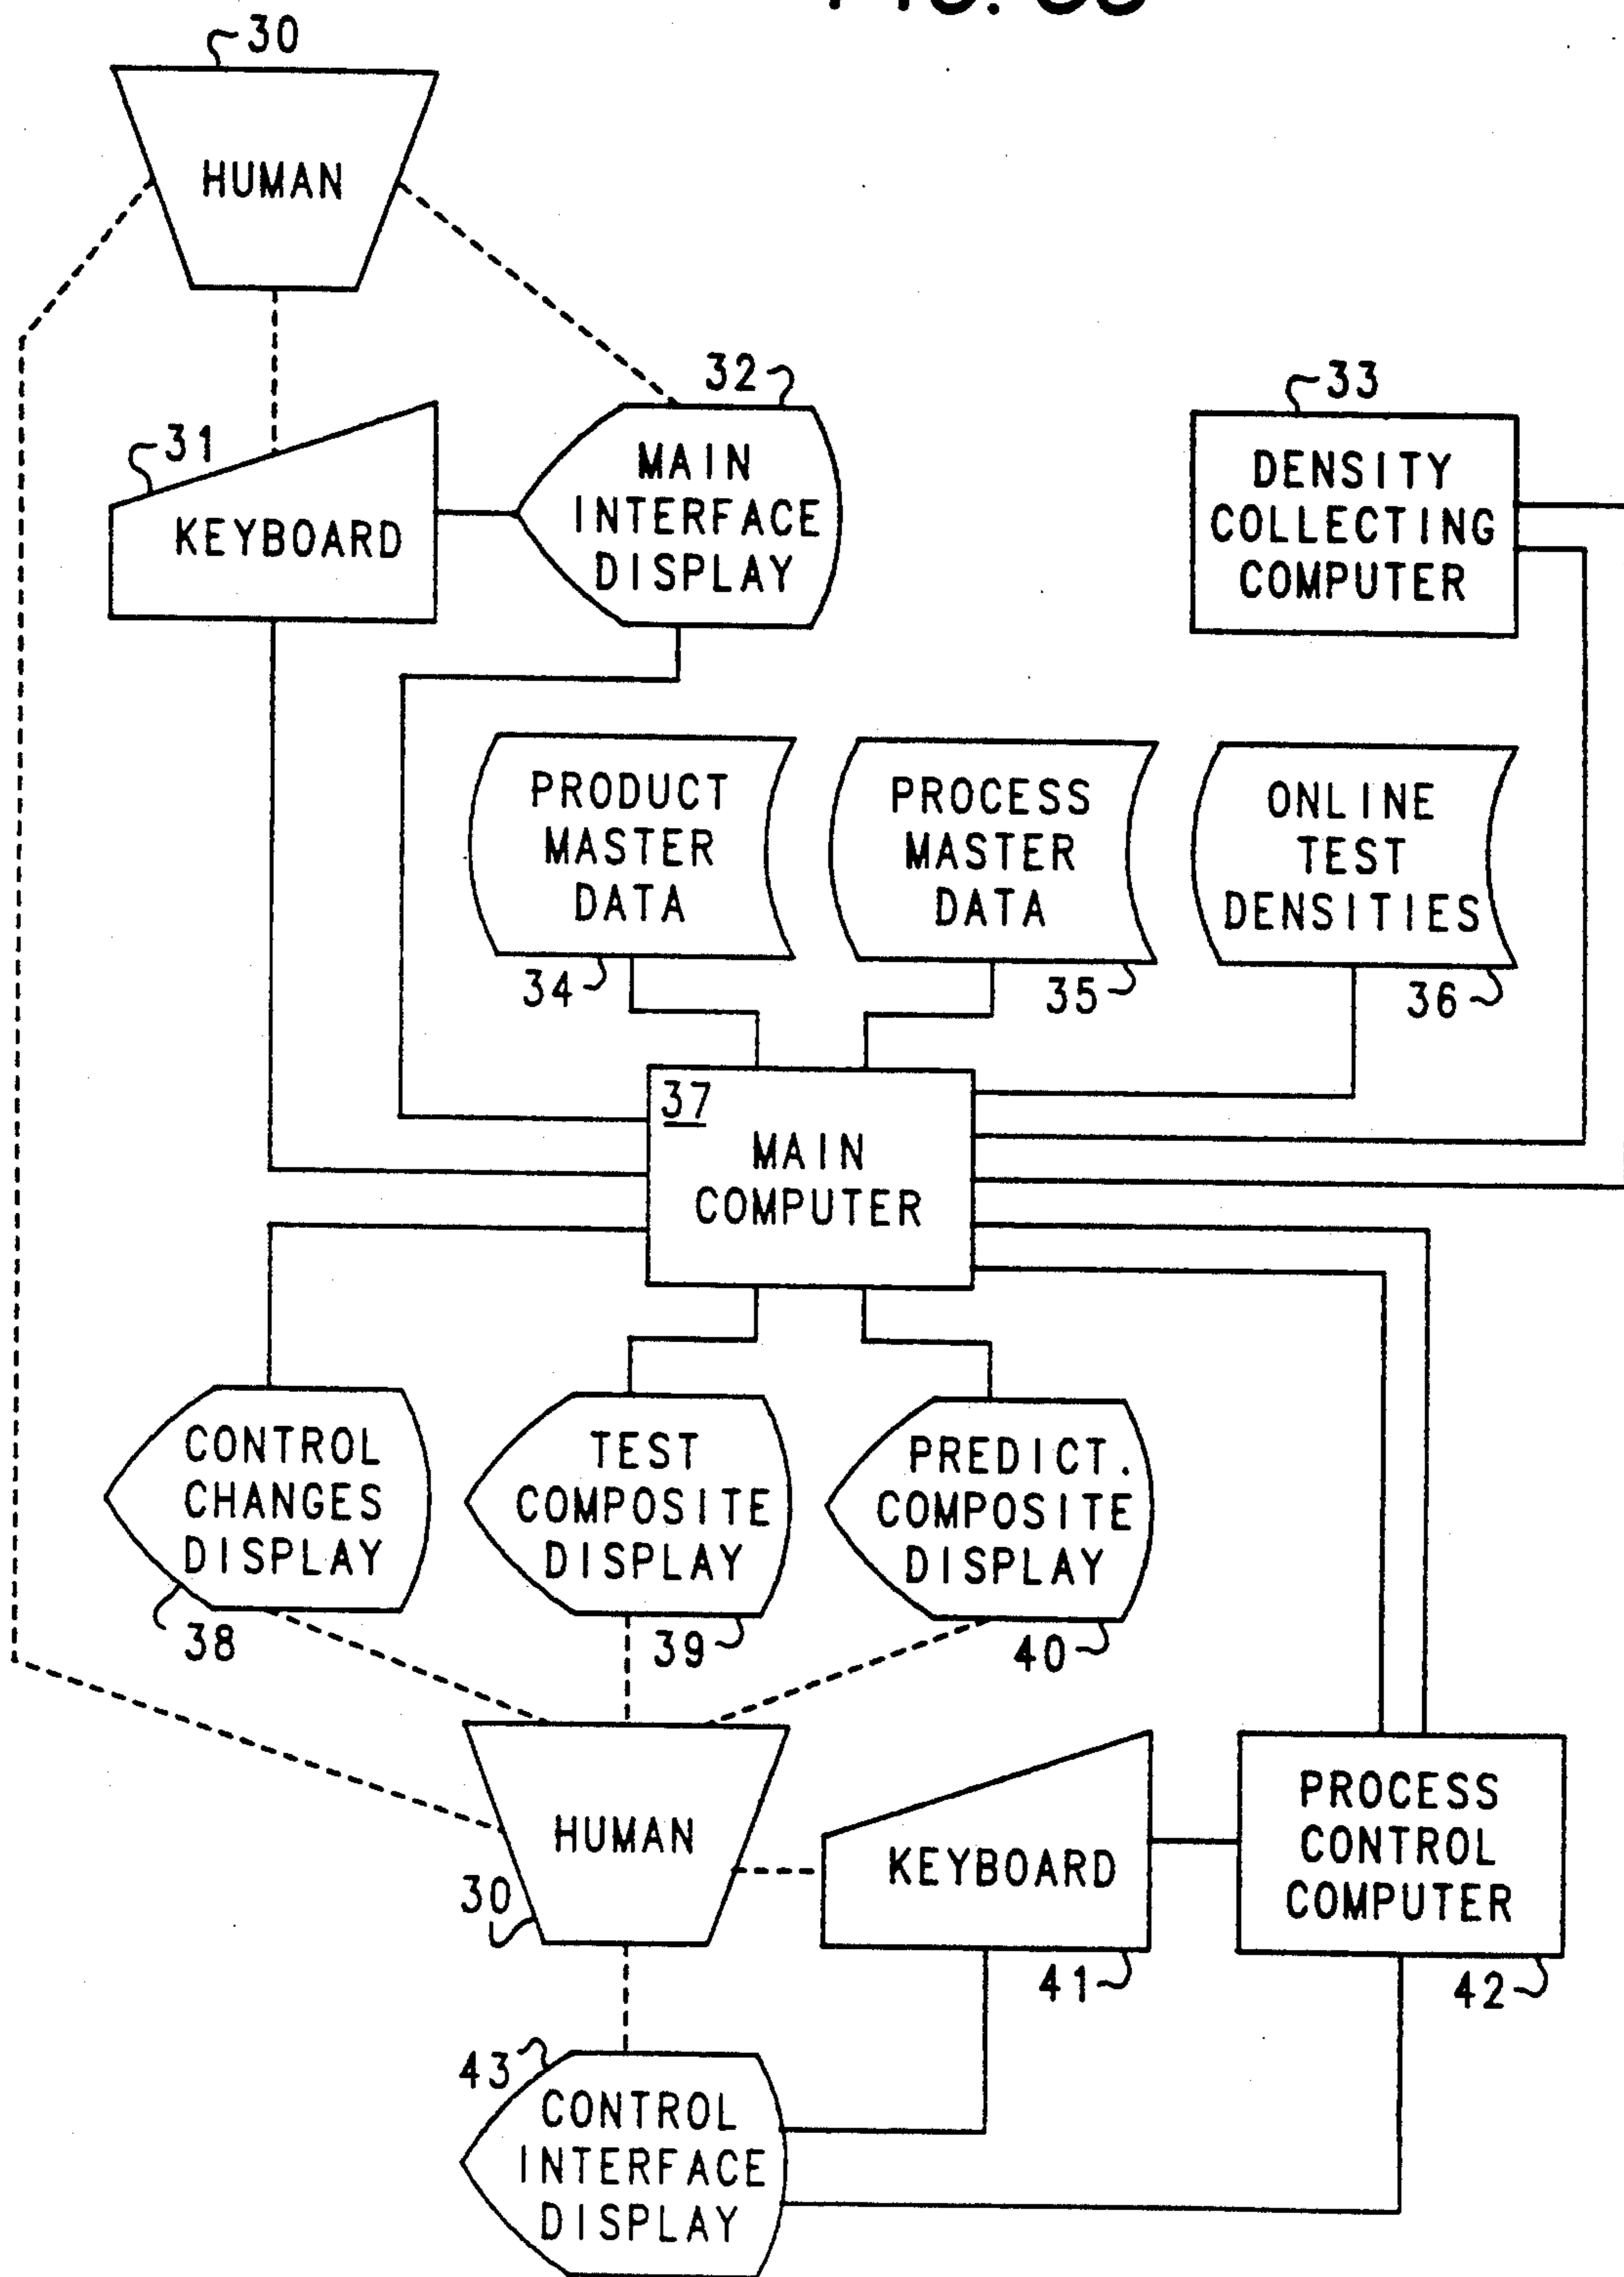 30
HUMAN
32
33
31
MAIN
INTERFACE
DISPLAY
KEYBOARD
DENSITY
COLLECTING
COMPUTER
PRODUCT
MASTER
DATA
PROCESS
MASTER
DATA
ONLINE
TEST
DENSITIES
34
35
36
37
MAIN
COMPUTER
CONTROL
CHANGES
DISPLAY
TEST
COMPOSITE
DISPLAY
PREDICT.
COMPOSITE
DISPLAY
38
39
40
HUMAN
30
KEYBOARD
41
PROCESS
CONTROL
COMPUTER
42
43
CONTROL
INTERFACE
DISPLAY